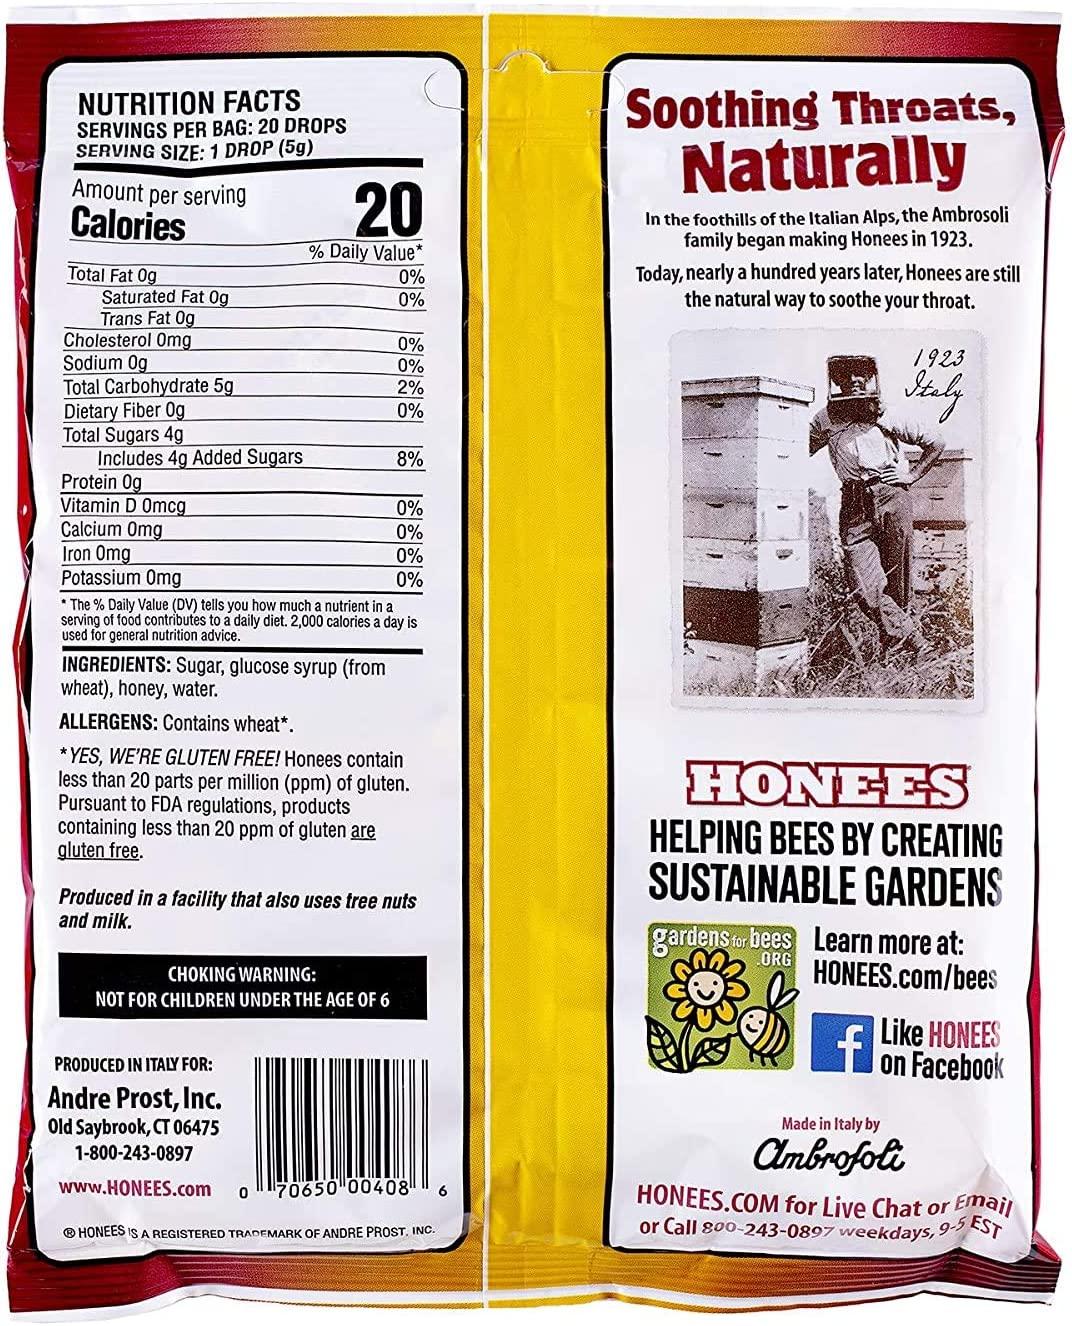 NUTRITION FACTS
SERVINGS PER BAG: 20 DROPS
SERVING SIZE: 1 DROP (5g)
Amount per serving
Calories 20
% Daily Value*
Total Fat 0g 0%
Saturated Fat 0g 0%
Trans Fat 0g
Cholesterol 0mg 0%
Sodium 0g 0%
Total Carbohydrate 5g 2%
Dietary Fiber 0g 0%
Total Sugars 4g
Includes 4g Added Sugars 8%
Protein 0g
Vitamin D 0mcg 0%
Calcium 0mg 0%
Iron 0mg 0%
Potassium 0mg 0%
* The % Daily Value (DV) tells you how much a nutrient in a
serving of food contributes to a daily diet. 2,000 calories a day is
used for general nutrition advice.
INGREDIENTS: Sugar, glucose syrup (from
wheat), honey, water.
ALLERGENS: Contains wheat*.
*YES, WE'RE GLUTEN FREE! Honees contain
less than 20 parts per million (ppm) of gluten.
Pursuant to FDA regulations, products
containing less than 20 ppm of gluten are
gluten free.
Produced in a facility that also uses tree nuts
and milk.
CHOKING WARNING:
NOT FOR CHILDREN UNDER THE AGE OF 6
PRODUCED IN ITALY FOR:
Andre Prost, Inc.
Old Saybrook, CT 06475
1-800-243-0897
www.HONEES.com
0 70650 00408 6
® HONEES IS A REGISTERED TRADEMARK OF ANDRE PROST, INC.
Soothing Throats,
Naturally
In the foothills of the Italian Alps, the Ambrosoli
family began making Honees in 1923.
Today, nearly a hundred years later, Honees are still
the natural way to soothe your throat.
1923
Italy
HONEES®
HELPING BEES BY CREATING
SUSTAINABLE GARDENS
gardens for bees
.ORG
Learn more at:
HONEES.com/bees
f
Like HONEES
on Facebook
Made in Italy by
Ambrosoli
HONEES.COM for Live Chat or Email
or Call 800-243-0897 weekdays, 9-5 EST